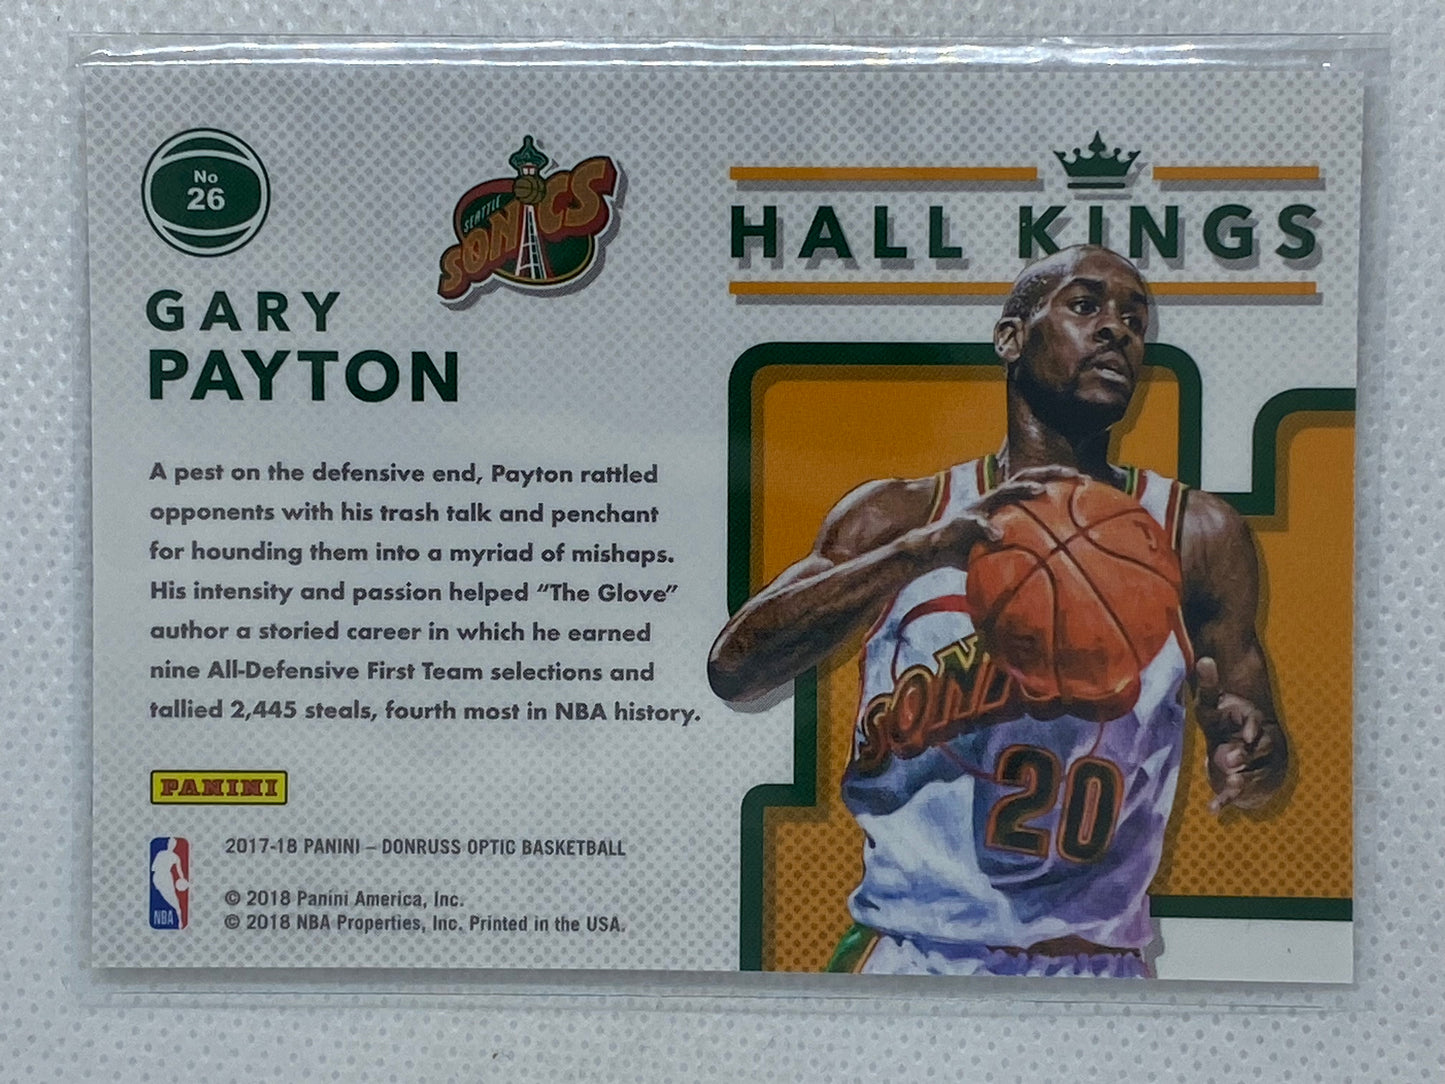 No
26
SEATTLE
SONICS
HALL KINGS
GARY
PAYTON
A pest on the defensive end, Payton rattled
opponents with his trash talk and penchant
for hounding them into a myriad of mishaps.
His intensity and passion helped “The Glove”
author a storied career in which he earned
nine All-Defensive First Team selections and
tallied 2,445 steals, fourth most in NBA history.
SONI
20
PANINI
NBA
2017-18 PANINI – DONRUSS OPTIC BASKETBALL
© 2018 Panini America, Inc.
© 2018 NBA Properties, Inc. Printed in the USA.